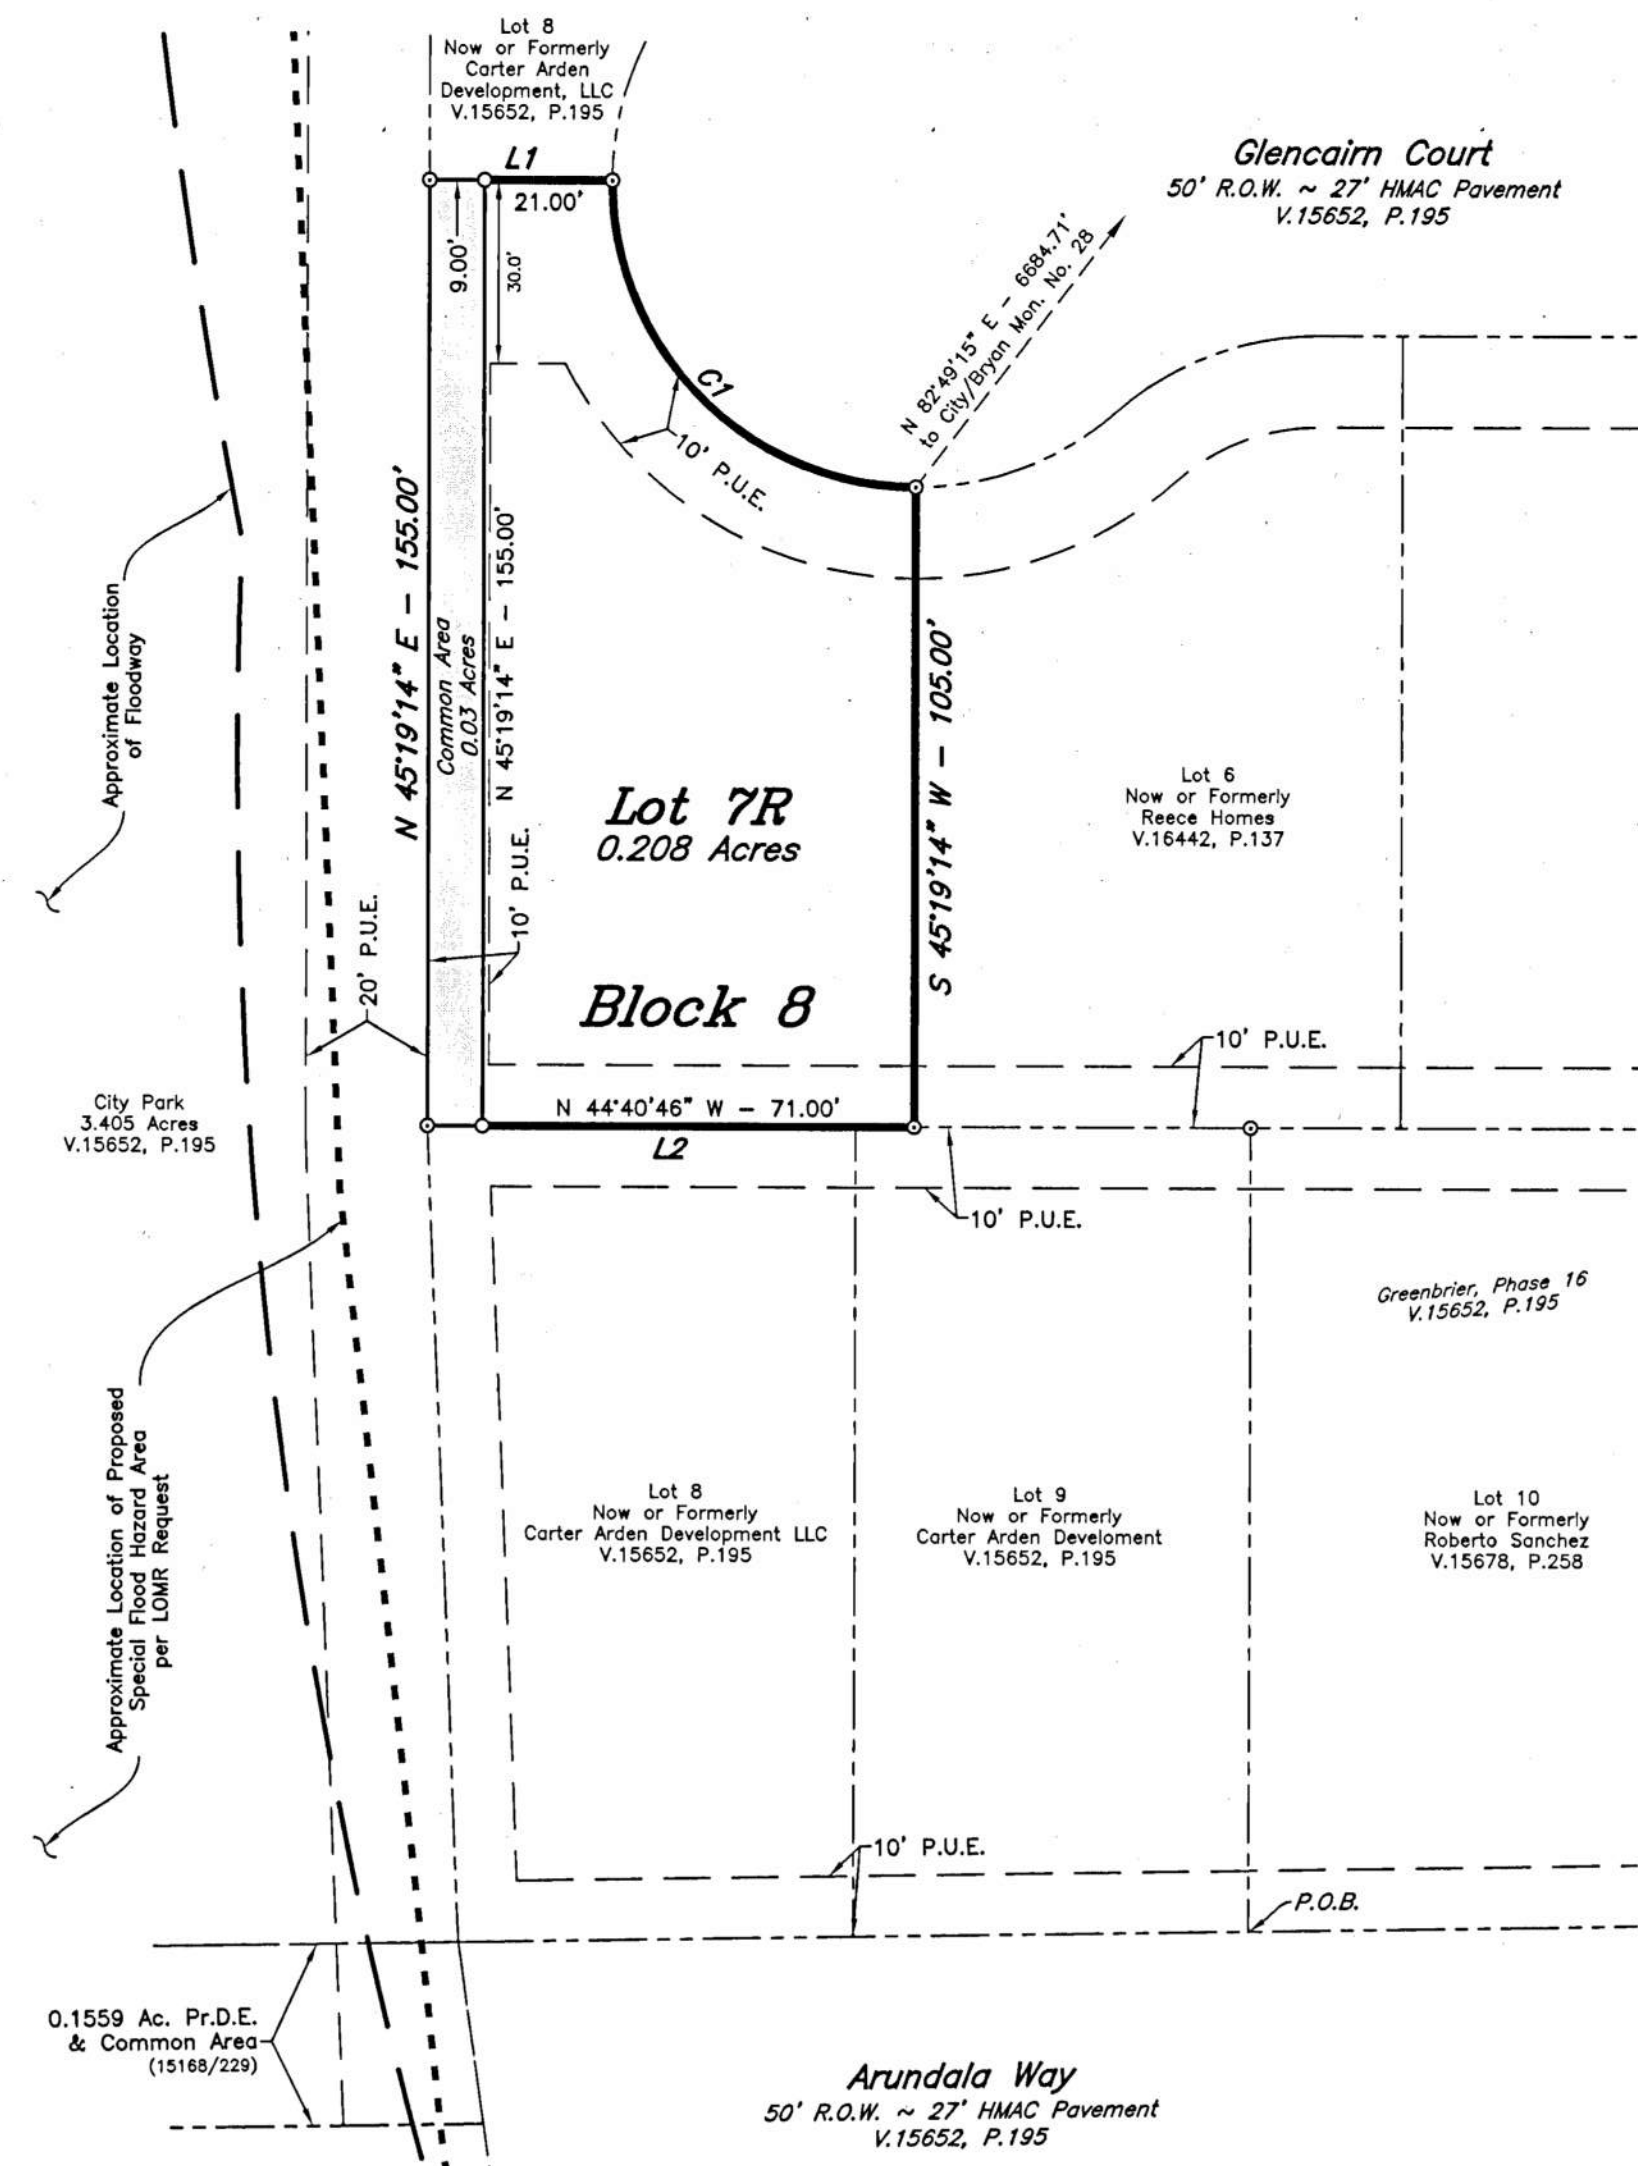 Lot 8
Now or Formerly
Carter Arden
Development, LLC
V.15652, P.195
Glencairn Court
50' R.O.W. ~ 27' HMAC Pavement
V.15652, P.195
L1
21.00'
9.00'
30.0'
C1
10' P.U.E.
N 82°49'15" E - 6684.71'
to City/Bryan Mon. No. 28
N 45°19'14" E - 155.00'
Common Area
0.03 Acres
N 45°19'14" E - 155.00'
10' P.U.E.
S 45°19'14" W - 105.00'
Approximate Location
of Floodway
Lot 7R
0.208 Acres
Block 8
Lot 6
Now or Formerly
Reece Homes
V.16442, P.137
20' P.U.E.
10' P.U.E.
City Park
3.405 Acres
V.15652, P.195
N 44°40'46" W - 71.00'
L2
10' P.U.E.
Greenbrier, Phase 16
V.15652, P.195
Approximate Location of Proposed
Special Flood Hazard Area
per LOMR Request
Lot 8
Now or Formerly
Carter Arden Development LLC
V.15652, P.195
Lot 9
Now or Formerly
Carter Arden Develoment
V.15652, P.195
Lot 10
Now or Formerly
Roberto Sanchez
V.15678, P.258
10' P.U.E.
P.O.B.
0.1559 Ac. Pr.D.E.
& Common Area
(15168/229)
Arundala Way
50' R.O.W. ~ 27' HMAC Pavement
V.15652, P.195